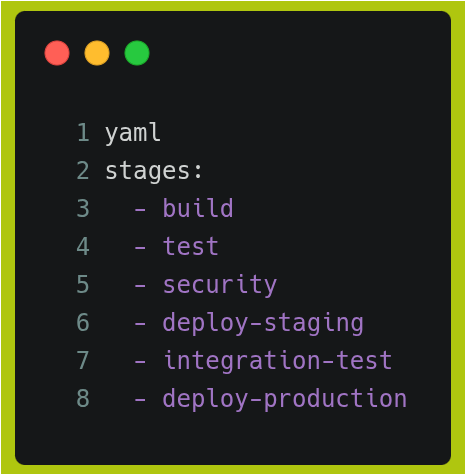 1 yaml
2 stages:
3   - build
4   - test
5   - security
6   - deploy-staging
7   - integration-test
8   - deploy-production